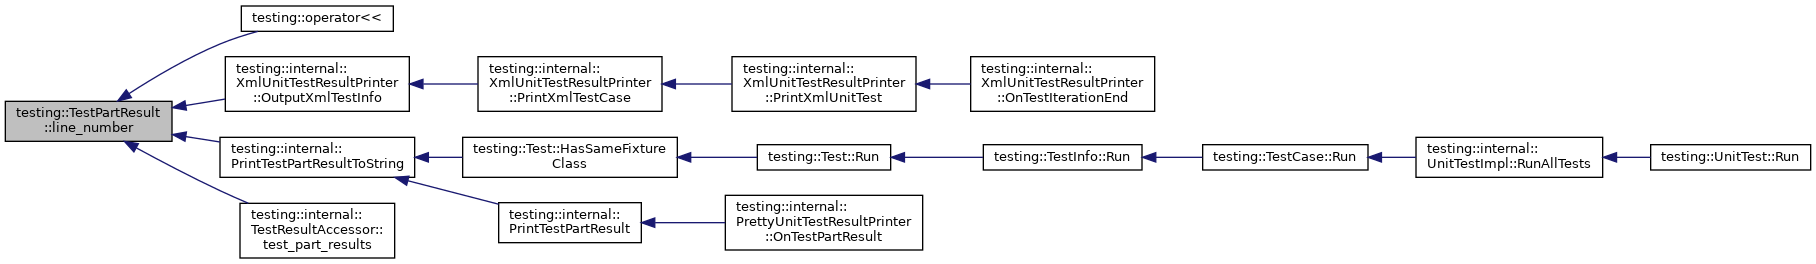 testing::operator<<
testing::internal::
XmlUnitTestResultPrinter
::OutputXmlTestInfo
testing::internal::
XmlUnitTestResultPrinter
::PrintXmlTestCase
testing::internal::
XmlUnitTestResultPrinter
::PrintXmlUnitTest
testing::internal::
XmlUnitTestResultPrinter
::OnTestIterationEnd
testing::TestPartResult
::line_number
testing::internal::
PrintTestPartResultToString
testing::Test::HasSameFixture
Class
testing::Test::Run
testing::TestInfo::Run
testing::TestCase::Run
testing::internal::
UnitTestImpl::RunAllTests
testing::UnitTest::Run
testing::internal::
TestResultAccessor::
test_part_results
testing::internal::
PrintTestPartResult
testing::internal::
PrettyUnitTestResultPrinter
::OnTestPartResult